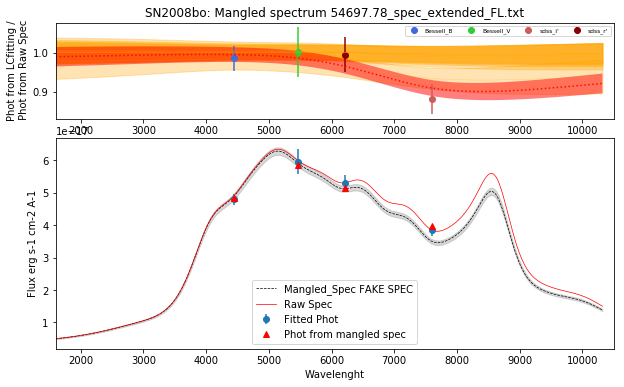 SN2008bo: Mangled spectrum 54697.78_spec_extended_FL.txt
Phot from LCfitting /
Phot from Raw Spec
1.0
0.9
Bessell_B
Bessell_V
sdss_i'
sdss_r'
2000 3000 4000 5000 6000 7000 8000 9000 10000
1e−17
Flux erg s-1 cm-2 A-1
6
5
4
3
2
1
Mangled_Spec FAKE SPEC
Raw Spec
Fitted Phot
Phot from mangled spec
2000 3000 4000 5000 6000 7000 8000 9000 10000
Wavelenght